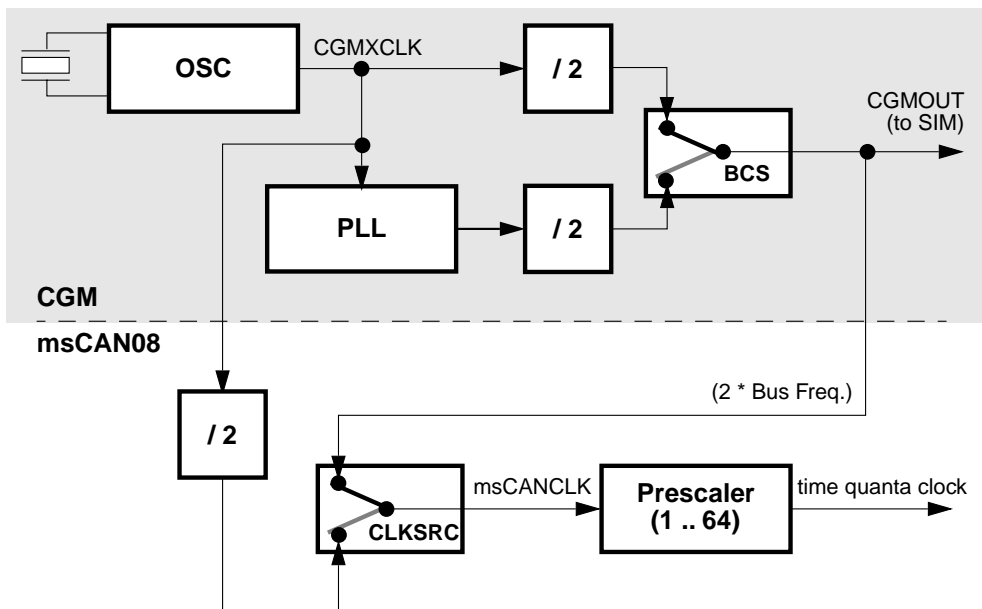 OSC
CGMXCLK
/ 2
CGMOUT
(to SIM)
BCS
PLL
/ 2
CGM
msCAN08
(2 * Bus Freq.)
/ 2
msCANCLK
CLKSRC
Prescaler
(1 .. 64)
time quanta clock